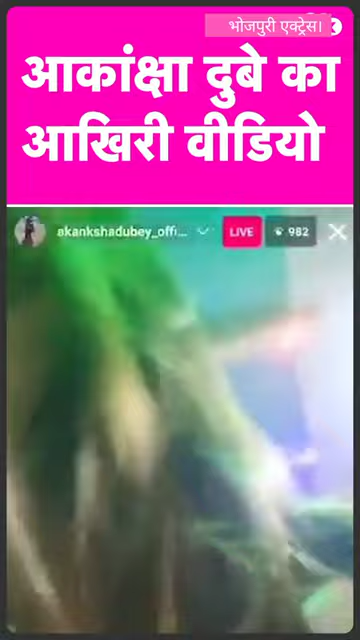 भोजपुरी एक्ट्रेस।
आकांक्षा दुबे का
आखिरी वीडियो
akankshadubey_offi...
LIVE
982